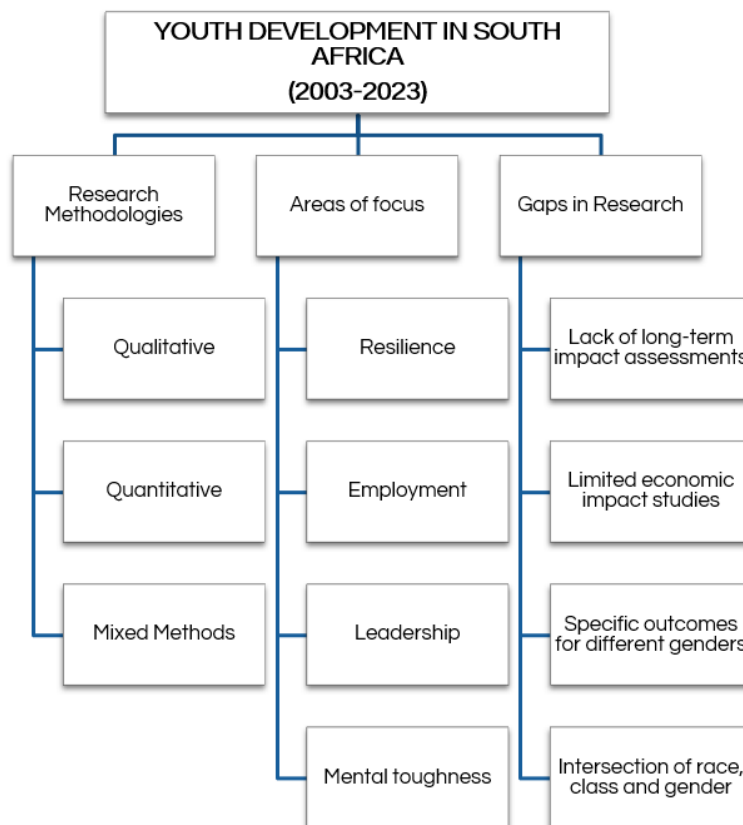 YOUTH DEVELOPMENT IN SOUTH
AFRICA
(2003-2023)
Research
Methodologies
Qualitative
Quantitative
Mixed Methods
Areas of focus
Resilience
Employment
Leadership
Mental toughness
Gaps in Research
Lack of long-term
impact assessments
Limited economic
impact studies
Specific outcomes
for different genders
Intersection of race,
class and gender